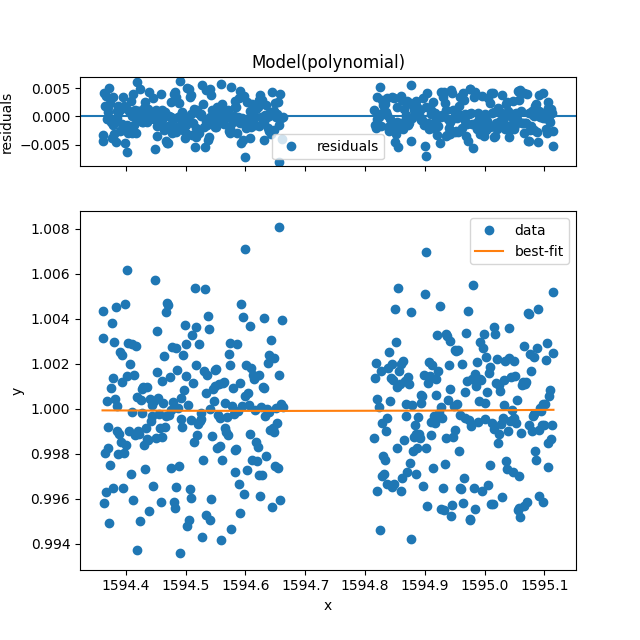 Model(polynomial)
0.005
0.000
−0.005
residuals
residuals
1.008
1.006
1.004
1.002
1.000
0.998
0.996
0.994
y
data
best-fit
1594.4 1594.5 1594.6 1594.7 1594.8 1594.9 1595.0 1595.1
x